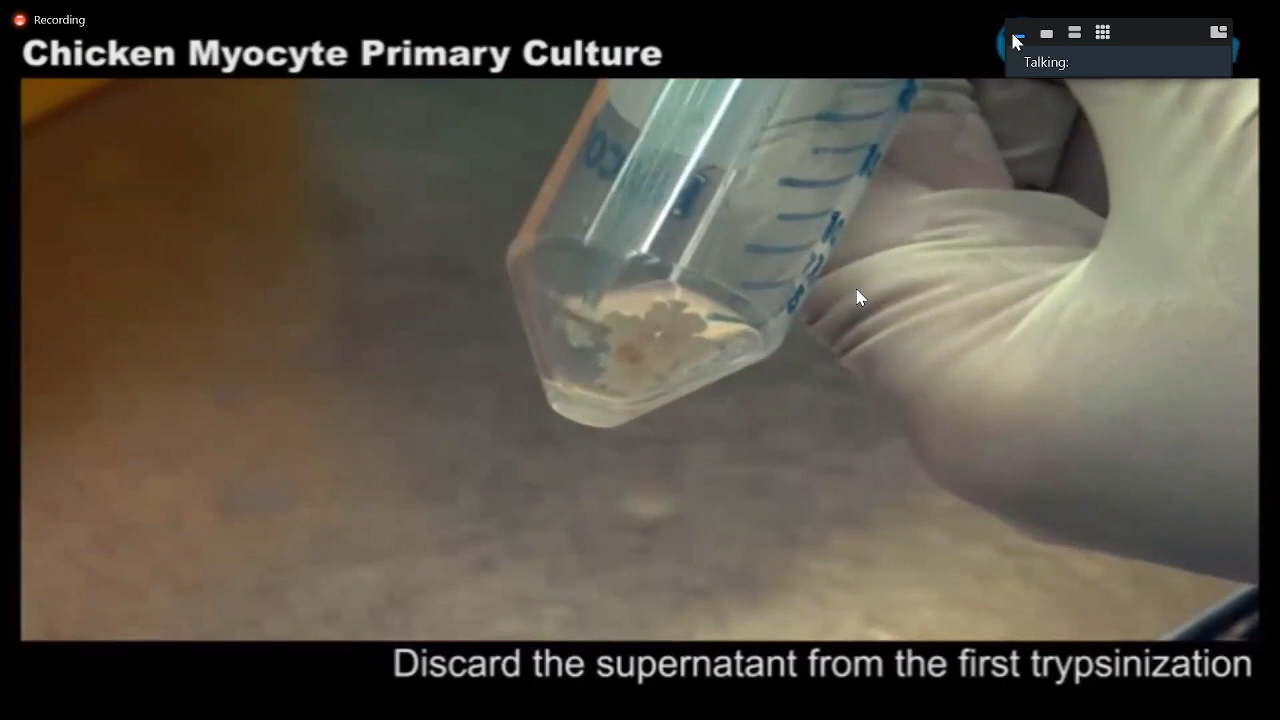 Recording
Chicken Myocyte Primary Culture
Talking:
Discard the supernatant from the first trypsinization